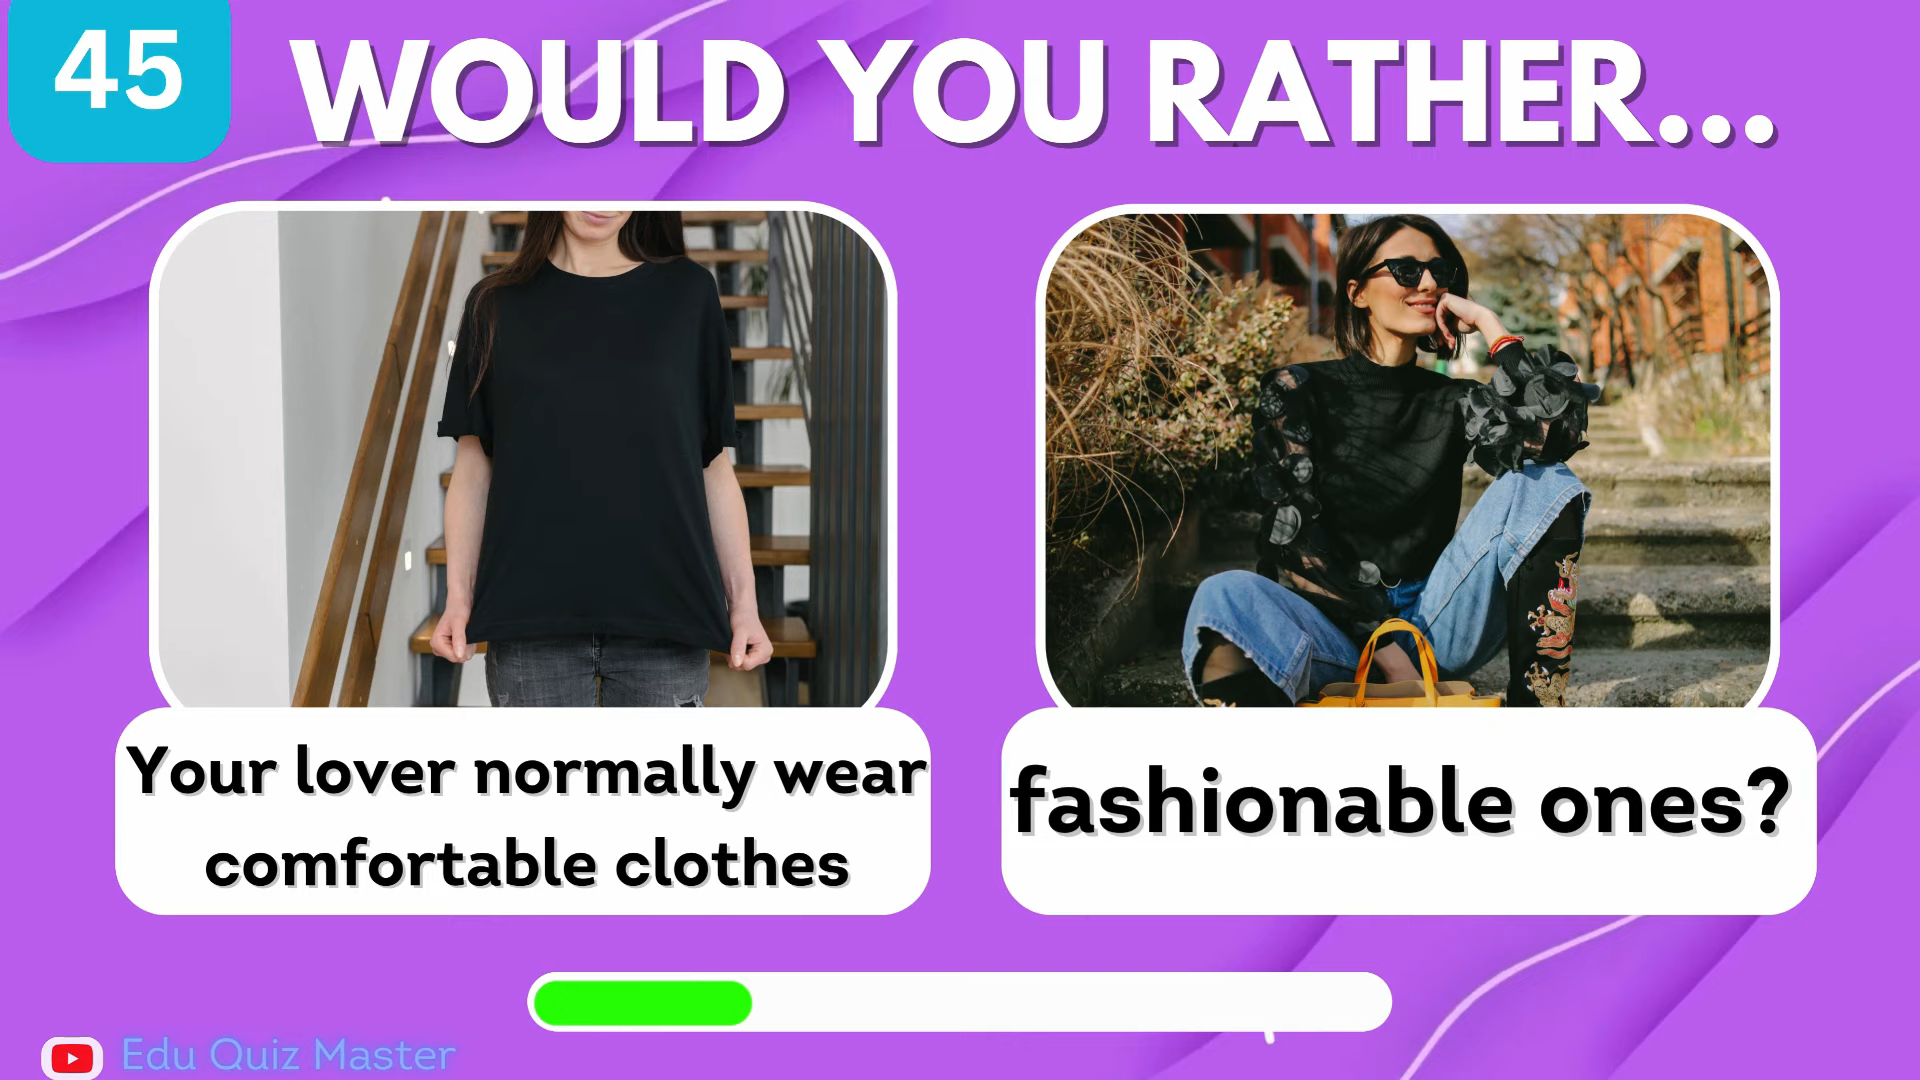 45
WOULD YOU RATHER...
Your lover normally wear
comfortable clothes
fashionable ones?
Edu Quiz Master